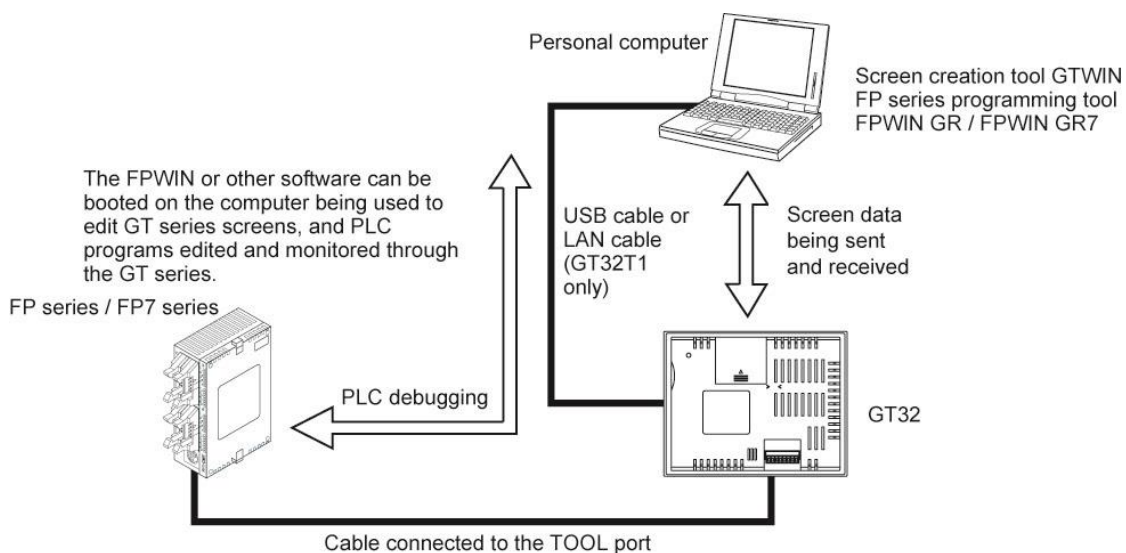 Personal computer
Screen creation tool GTWIN
FP series programming tool
FPWIN GR / FPWIN GR7
The FPWIN or other software can be
booted on the computer being used to
edit GT series screens, and PLC
programs edited and monitored through
the GT series.
USB cable or
LAN cable
(GT32T1
only)
Screen data
being sent
and received
FP series / FP7 series
PLC debugging
GT32
Cable connected to the TOOL port